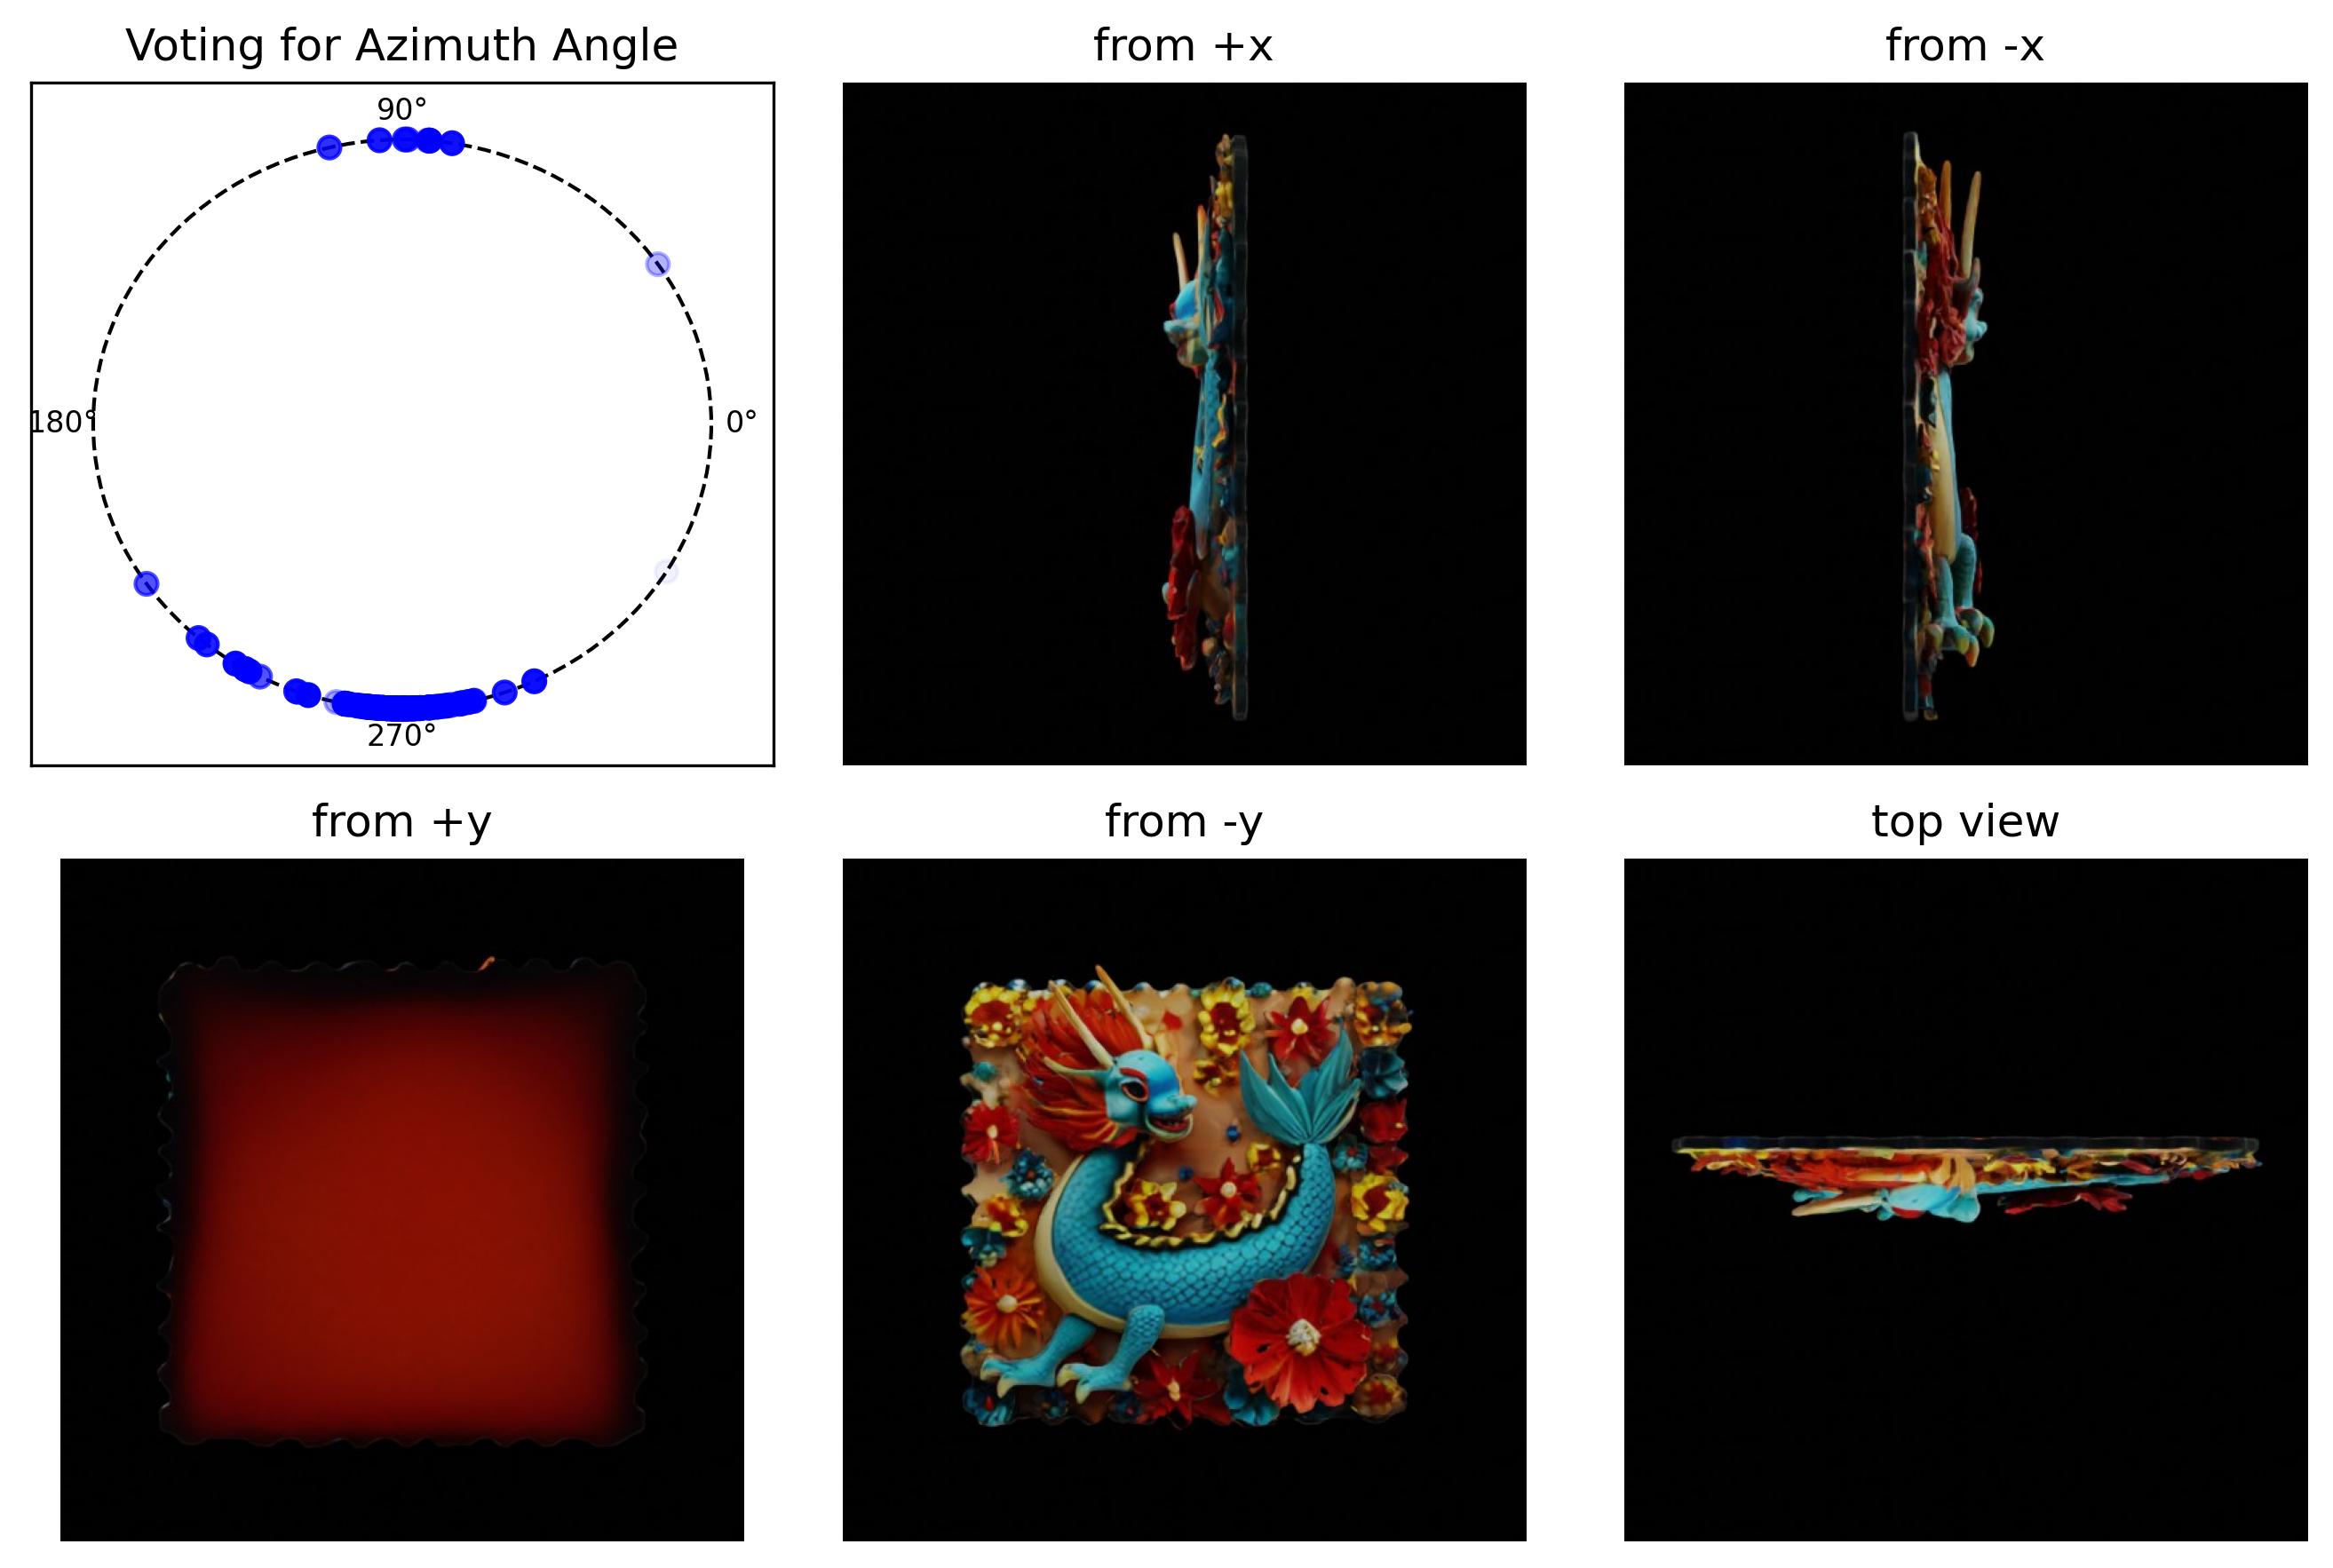 Voting for Azimuth Angle
from +x
from -x
90°
180°
0°
270°
from +y
from -y
top view